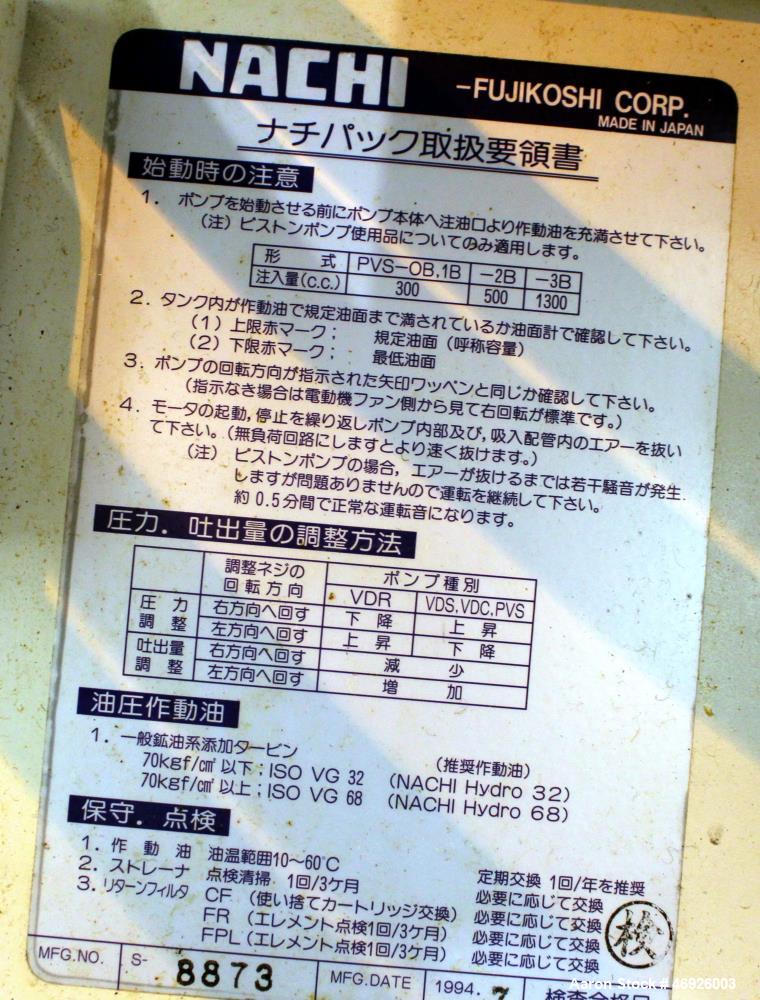 NACHI -FUJIKOSHI CORP.
MADE IN JAPAN
ナチパック取扱要領書
始動時の注意
1. ポンプを始動させる前にポンプ本体へ注油口より作動油を充満させて下さい。
(注) ピストンポンプ使用品についてのみ適用します。
形 式 PVS-0B,1B -2B -3B
注入量(c.c.) 300 500 1300
2. タンク内が作動油で規定油面まで満されているか油面計で確認して下さい。
(1) 上限赤マーク; 規定油面 (呼称容量)
(2) 下限赤マーク; 最低油面
3. ポンプの回転方向が指示された矢印ワッペンと同じか確認して下さい。
(指示なき場合は電動機ファン側から見て右回転が標準です。)
4. モータの起動,停止を繰り返しポンプ内部及び,吸入配管内のエアーを抜い
て下さい。(無負荷回路にしますとより速く抜けます。)
(注) ピストンポンプの場合, エアーが抜けるまでは若干騒音が発生.
しますが問題ありませんので運転を継続して下さい。
約0.5分間で正常な運転音になります。
圧力. 吐出量の調整方法
調整ネジの回転方向 ポンプ種別
VDR VDS,VDC,PVS
圧力調整 右方向へ回す 下降 上昇
左方向へ回す 上昇 下降
吐出量調整 右方向へ回す 減少
左方向へ回す 増加
油圧作動油
1. 一般鉱油系添加タービン (推奨作動油)
70kgf/c㎡以下; ISO VG 32 (NACHI Hydro 32)
70kgf/c㎡以上; ISO VG 68 (NACHI Hydro 68)
保守. 点検
1. 作動油 油温範囲10~60℃ 定期交換 1回/年を推奨
2. ストレーナ 点検清掃 1回/3ケ月 必要に応じて交換
3. リターンフィルタ CF (使い捨てカートリッジ交換) 必要に応じて交換
FR (エレメント点検1回/3ケ月) 必要に応じて交換
FPL (エレメント点検1回/3ケ月) 必要に応じて交換
検
MFG.NO. S- 8873 MFG.DATE 1994. 7
Aaron Stock # 46926003